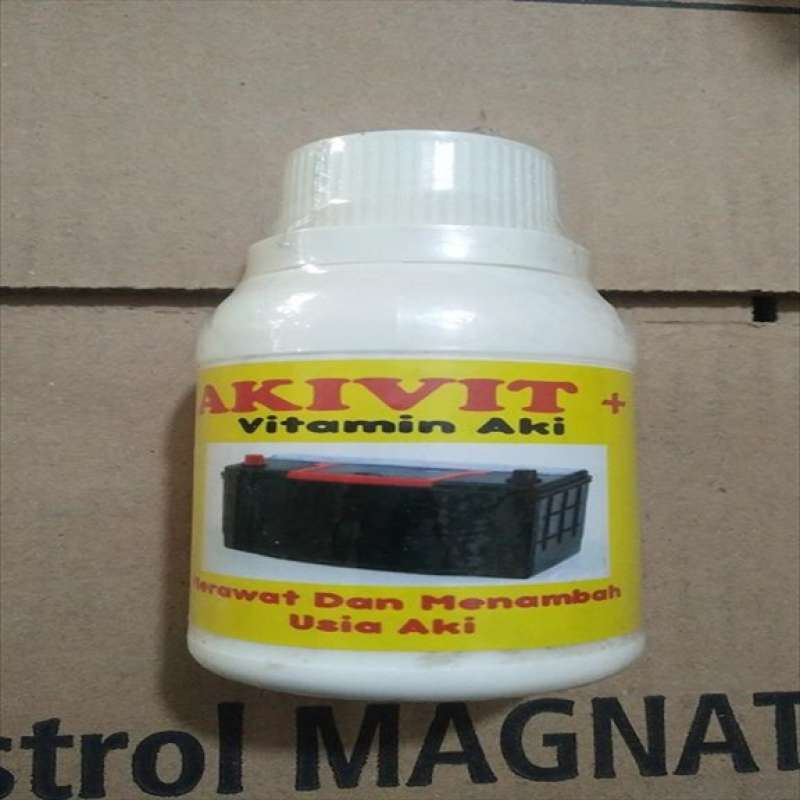 AKIVIT +
Vitamin Aki
Merawat Dan Menambah
Usia Aki
strol MAGNAT